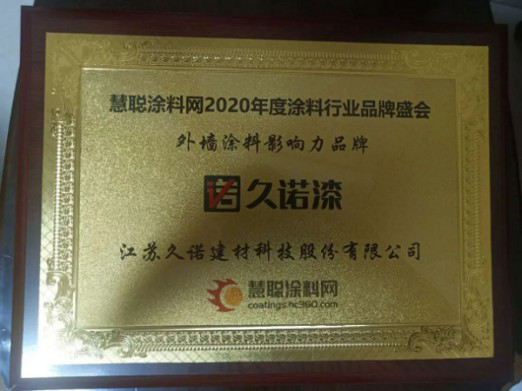 慧聪涂料网2020年度涂料行业品牌盛会
外墙涂料影响力品牌
诺 久诺漆
江苏久诺建材科技股份有限公司
慧聪涂料网
coatings.hc360.com